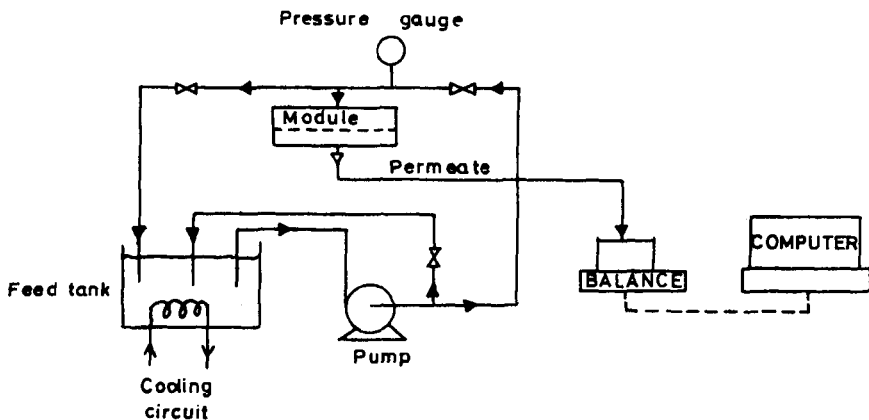 Pressure gauge
Module
Permeate
COMPUTER
BALANCE
Feed tank
Pump
Cooling
circuit